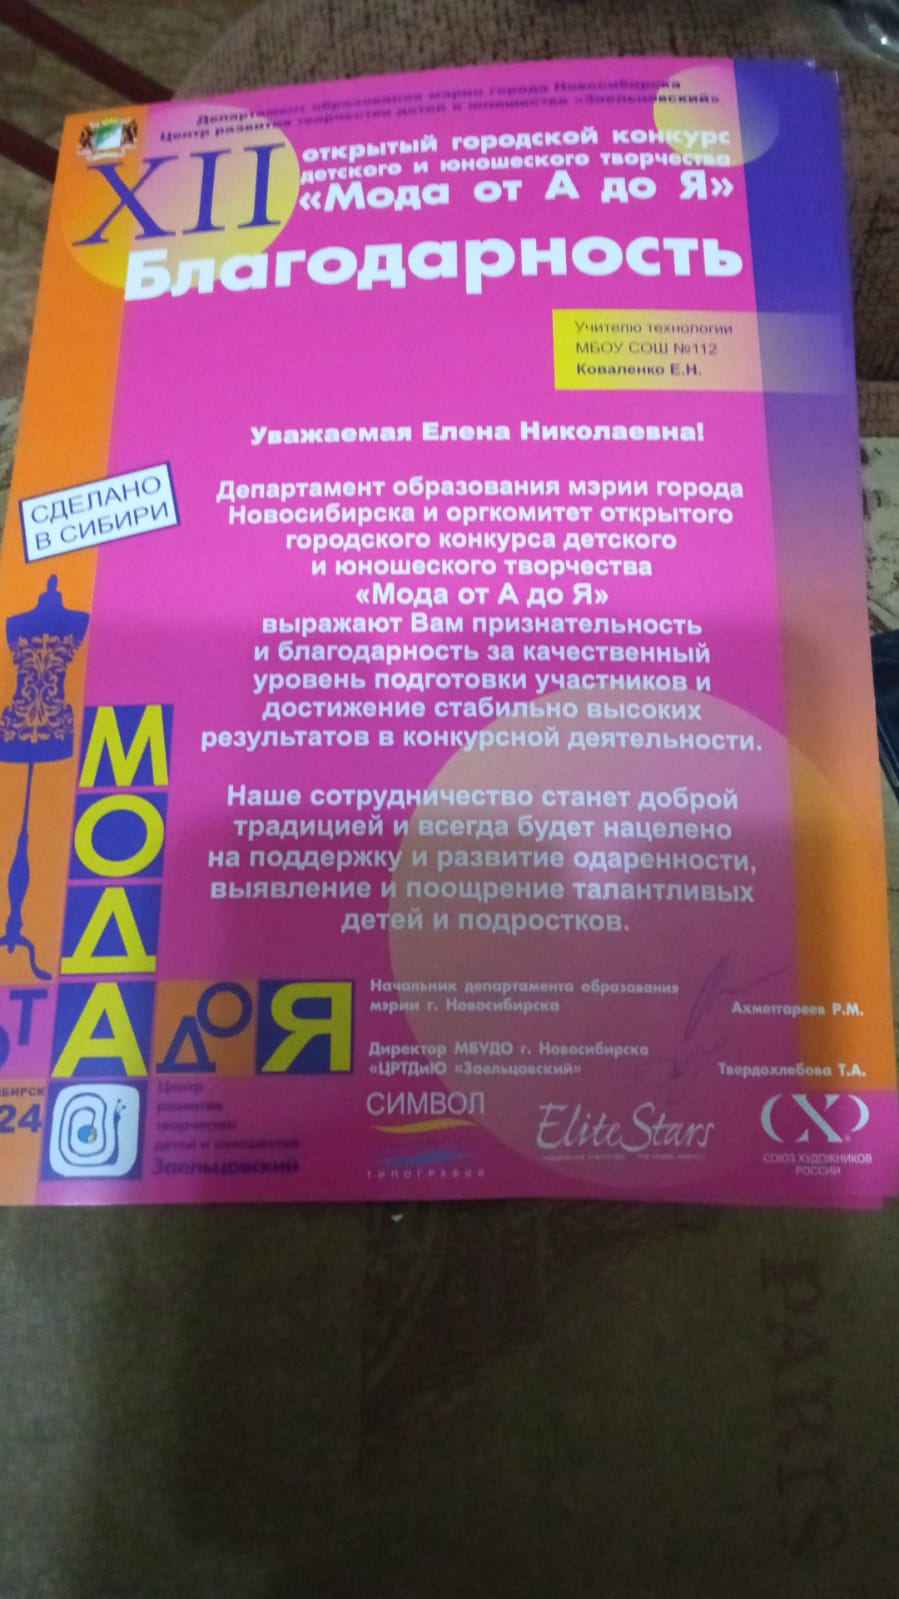 Департамент образования мэрии города Новосибирска
Центр развития творчества детей и юношества «Заельцовский»
XII
открытый городской конкурс
детского и юношеского творчества
«Мода от А до Я»
Благодарность
Учителю технологии
МБОУ СОШ №112
Коваленко Е.Н.
Уважаемая Елена Николаевна!
СДЕЛАНО
В СИБИРИ
Департамент образования мэрии города
Новосибирска и оргкомитет открытого
городского конкурса детского
и юношеского творчества
«Мода от А до Я»
выражают Вам признательность
и благодарность за качественный
уровень подготовки участников и
достижение стабильно высоких
результатов в конкурсной деятельности.
Наше сотрудничество станет доброй
традицией и всегда будет нацелено
на поддержку и развитие одаренности,
выявление и поощрение талантливых
детей и подростков.
МОДА
ОТ А ДО Я
Начальник департамента образования
мэрии г. Новосибирска
Ахметгареев Р.М.
Директор МБУДО г. Новосибирска
«ЦРТДиЮ «Заельцовский»
Твердохлебова Т.А.
БИРСК
24
Центр
развития
творчества
детей и юношества
Заельцовский
СИМВОЛ
ТИПОГРАФИЯ
Elite Stars
СОЮЗ ХУДОЖНИКОВ
РОССИИ
PARIS